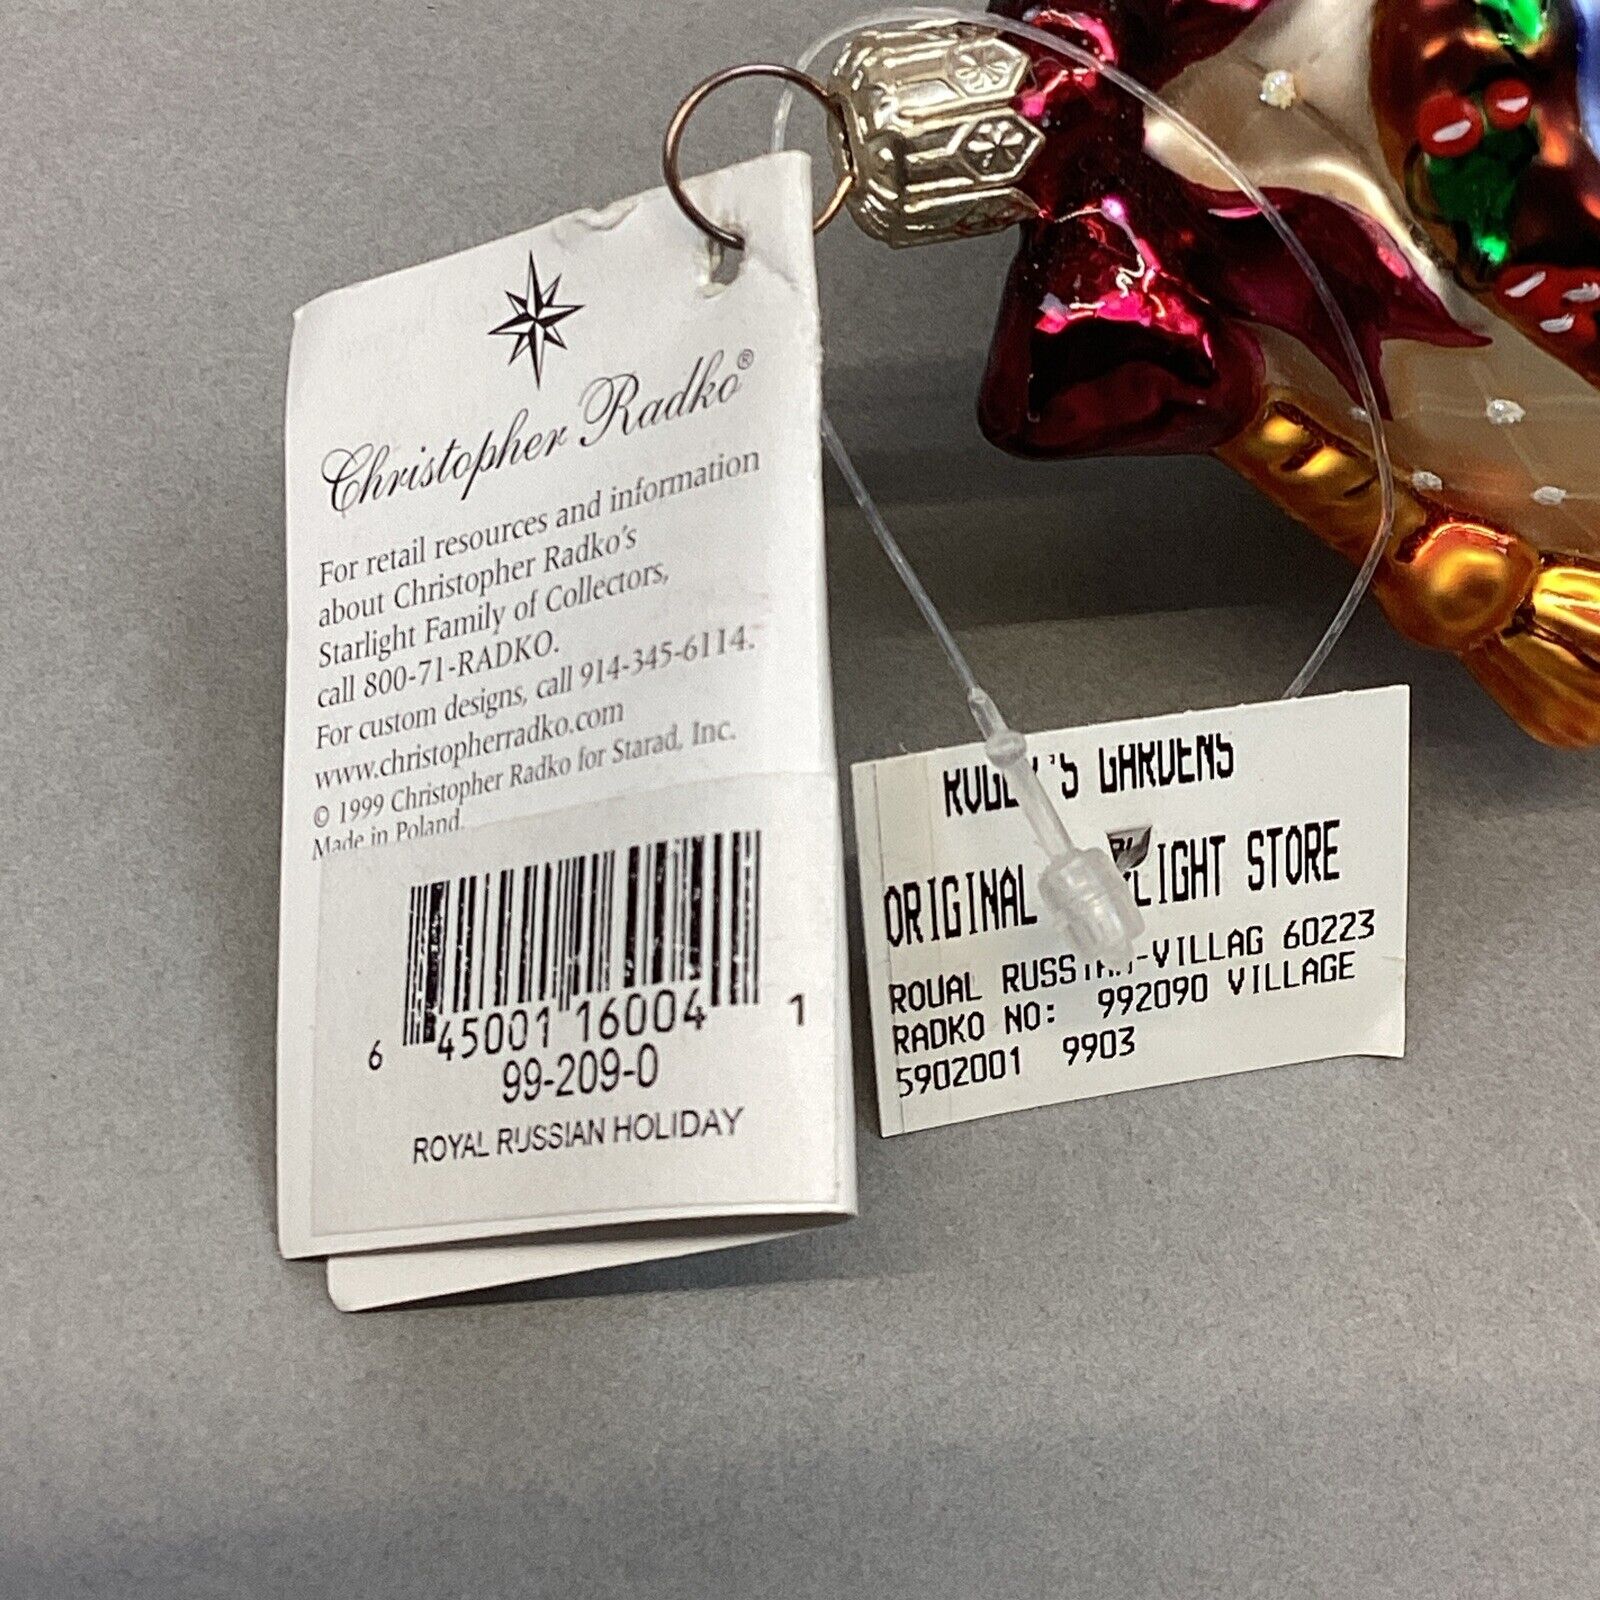 Christopher Radko®
For retail resources and information
about Christopher Radko's
Starlight Family of Collectors,
call 800-71-RADKO.
For custom designs, call 914-345-6114.
www.christopherradko.com
© 1999 Christopher Radko for Starad, Inc.
Made in Poland.
6 45001 16004 1
99-209-0
ROYAL RUSSIAN HOLIDAY
GARDENS
ORIGINAL STORE
ROUAL 60223
RADKO NO: 992090 VILLAGE
5902001 9903